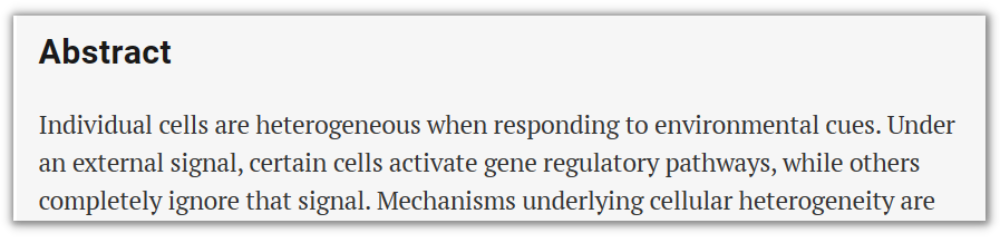 Abstract
Individual cells are heterogeneous when responding to environmental cues. Under
an external signal, certain cells activate gene regulatory pathways, while others
completely ignore that signal. Mechanisms underlying cellular heterogeneity are